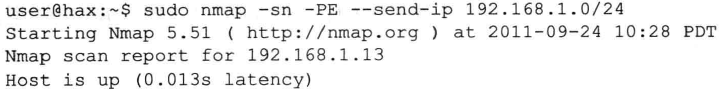 user@hax:~$ sudo nmap -sn -PE --send-ip 192.168.1.0/24
Starting Nmap 5.51 ( http://nmap.org ) at 2011-09-24 10:28 PDT
Nmap scan report for 192.168.1.13
Host is up (0.013s latency)